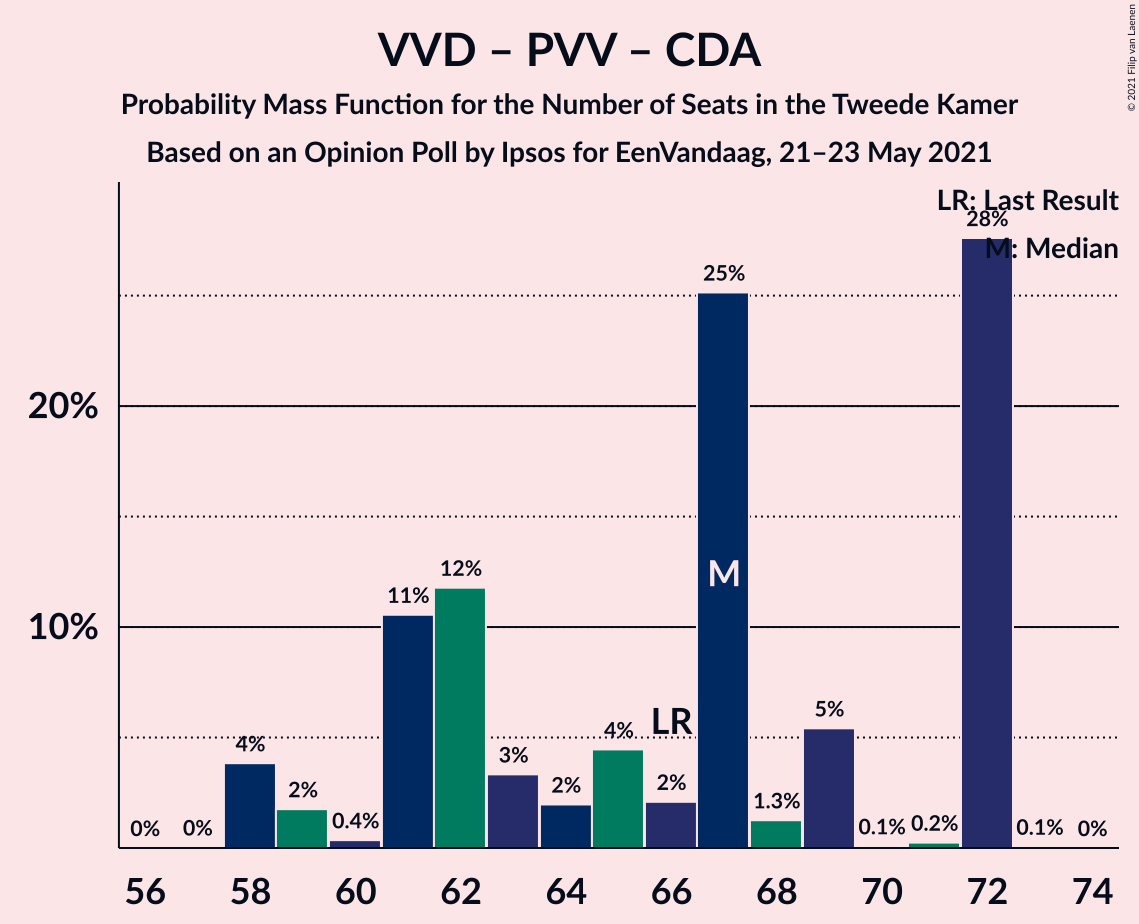 VVD – PVV – CDA
Probability Mass Function for the Number of Seats in the Tweede Kamer
Based on an Opinion Poll by Ipsos for EenVandaag, 21–23 May 2021
© 2021 Filip van Laenen
LR: Last Result
M: Median
20%
10%
0%
0%
4%
2%
0.4%
11%
12%
3%
2%
4%
LR
2%
25%
M
1.3%
5%
0.1%
0.2%
28%
0.1%
0%
56 58 60 62 64 66 68 70 72 74